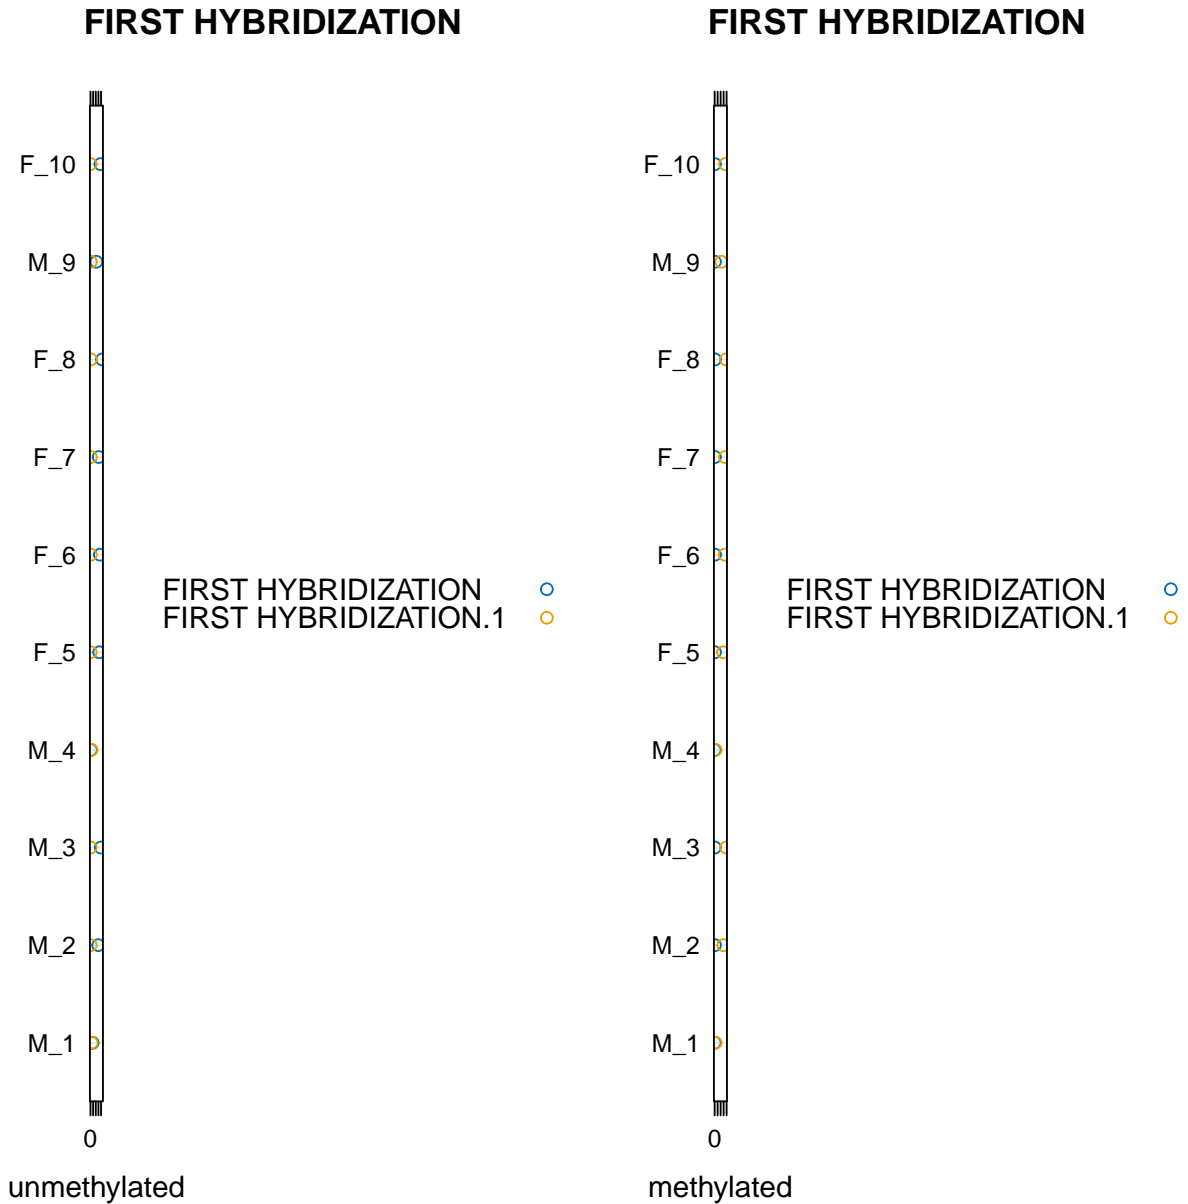 FIRST HYBRIDIZATION
F_10
M_9
F_8
F_7
F_6
F_5
M_4
M_3
M_2
M_1
0
unmethylated
FIRST HYBRIDIZATION
FIRST HYBRIDIZATION.1
FIRST HYBRIDIZATION
F_10
M_9
F_8
F_7
F_6
F_5
M_4
M_3
M_2
M_1
0
methylated
FIRST HYBRIDIZATION
FIRST HYBRIDIZATION.1